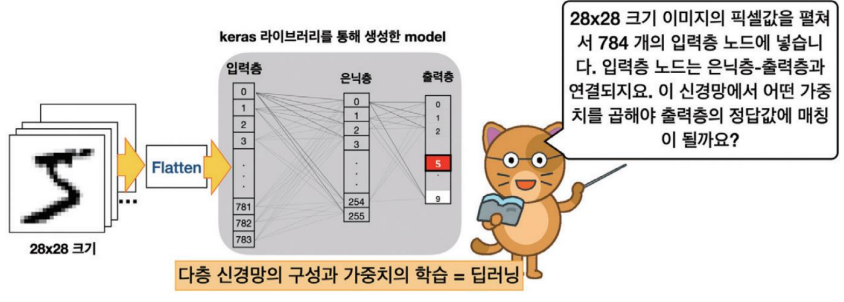 keras 라이브러리를 통해 생성한 model
28x28 크기 이미지의 픽셀값을 펼쳐
서 784 개의 입력층 노드에 넣습니
다. 입력층 노드는 은닉층-출력층과
연결되지요. 이 신경망에서 어떤 가중
치를 곱해야 출력층의 정답값에 매칭
이 될까요?
입력층
0
1
2
3
.
.
.
.
781
782
783
은닉층
0
1
2
3
.
.
.
254
255
출력층
0
1
2
5
.
9
Flatten
...
28x28 크기
다층 신경망의 구성과 가중치의 학습 = 딥러닝